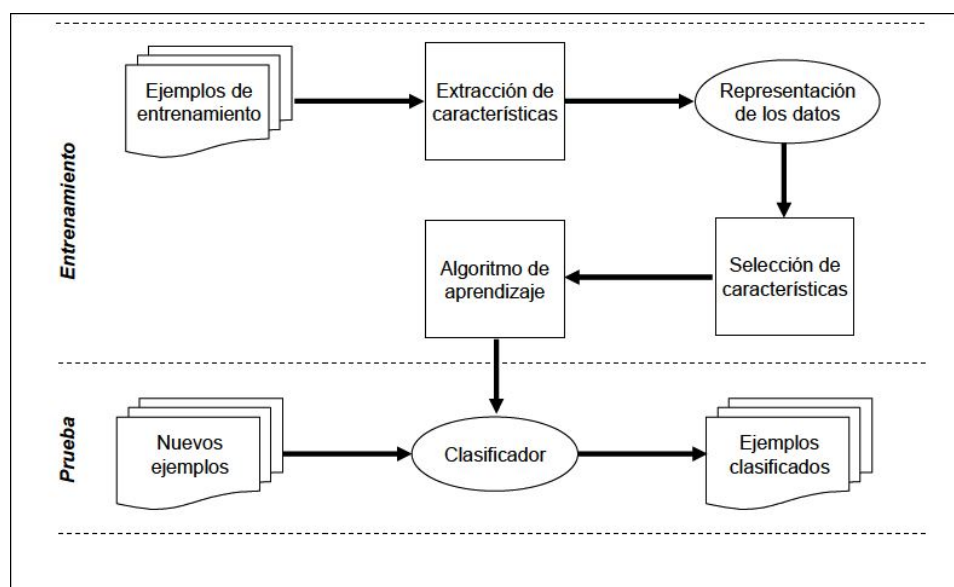 Entrenamiento
Ejemplos de
entrenamiento
Extracción de
características
Representación
de los datos
Selección de
características
Algoritmo de
aprendizaje
Prueba
Nuevos
ejemplos
Clasificador
Ejemplos
clasificados